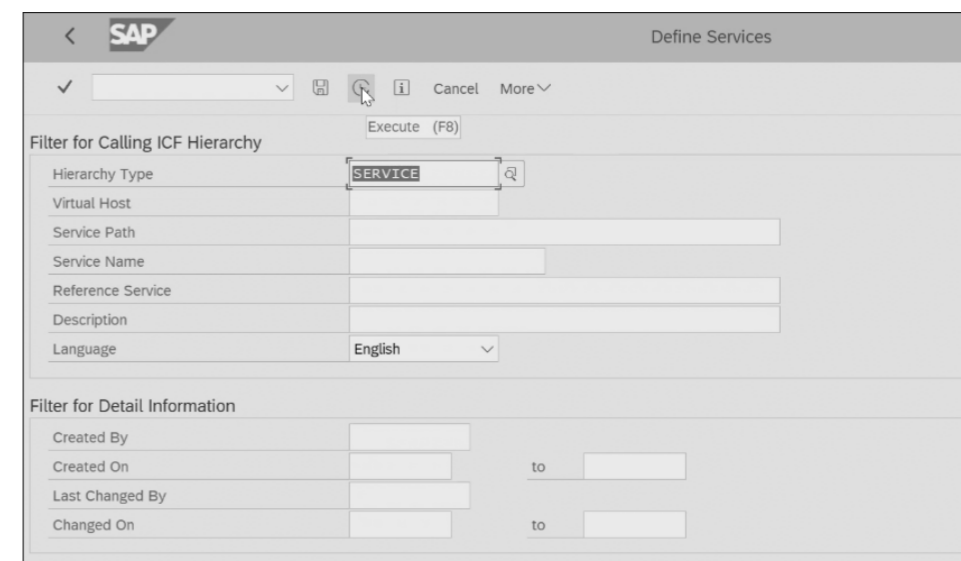 SAP Define Services
Cancel More
Execute (F8)
Filter for Calling ICF Hierarchy
Hierarchy Type SERVICE
Virtual Host
Service Path
Service Name
Reference Service
Description
Language English
Filter for Detail Information
Created By
Created On to
Last Changed By
Changed On to